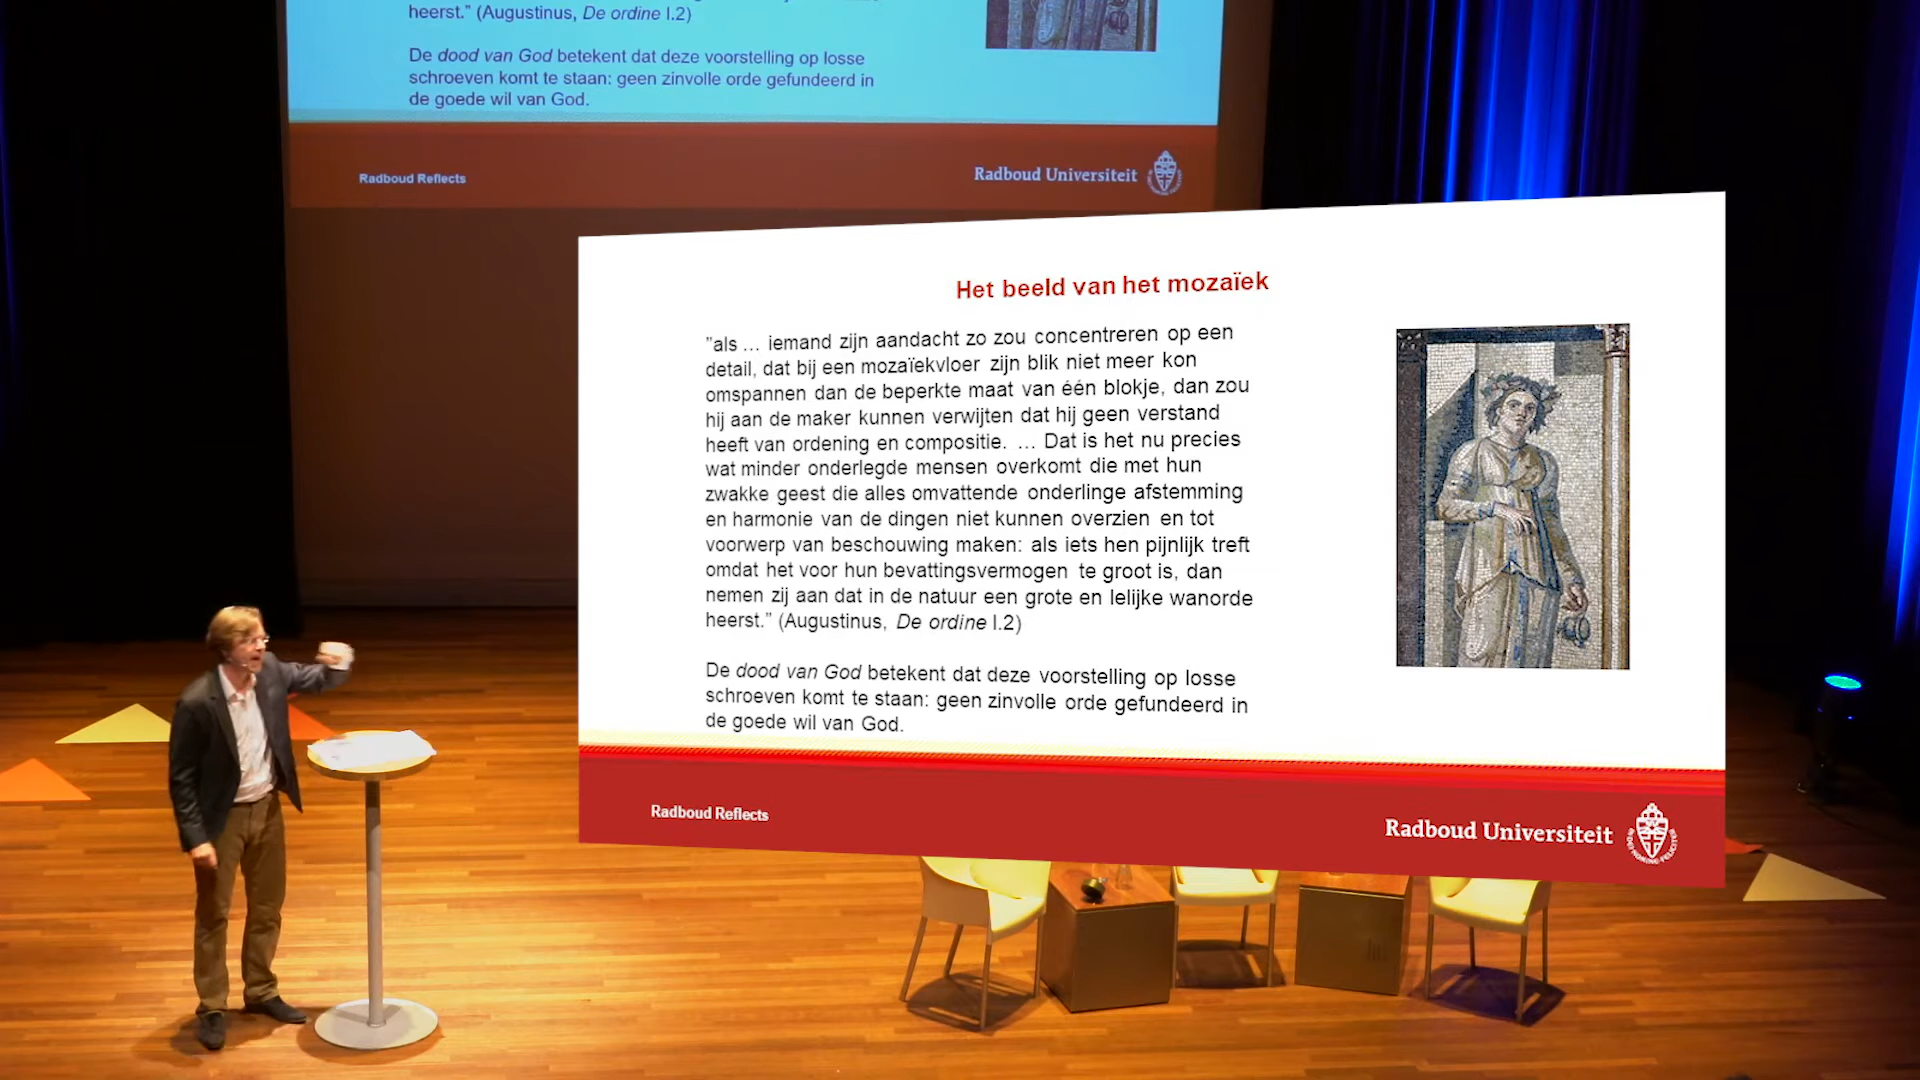 heerst.” (Augustinus, De ordine I.2)
De dood van God betekent dat deze voorstelling op losse
schroeven komt te staan: geen zinvolle orde gefundeerd in
de goede wil van God.
Radboud Reflects
Radboud Universiteit
Het beeld van het mozaïek
”als ... iemand zijn aandacht zo zou concentreren op een
detail, dat bij een mozaïekvloer zijn blik niet meer kon
omspannen dan de beperkte maat van één blokje, dan zou
hij aan de maker kunnen verwijten dat hij geen verstand
heeft van ordening en compositie. ... Dat is het nu precies
wat minder onderlegde mensen overkomt die met hun
zwakke geest die alles omvattende onderlinge afstemming
en harmonie van de dingen niet kunnen overzien en tot
voorwerp van beschouwing maken: als iets hen pijnlijk treft
omdat het voor hun bevattingsvermogen te groot is, dan
nemen zij aan dat in de natuur een grote en lelijke wanorde
heerst.” (Augustinus, De ordine I.2)
De dood van God betekent dat deze voorstelling op losse
schroeven komt te staan: geen zinvolle orde gefundeerd in
de goede wil van God.
Radboud Reflects
Radboud Universiteit